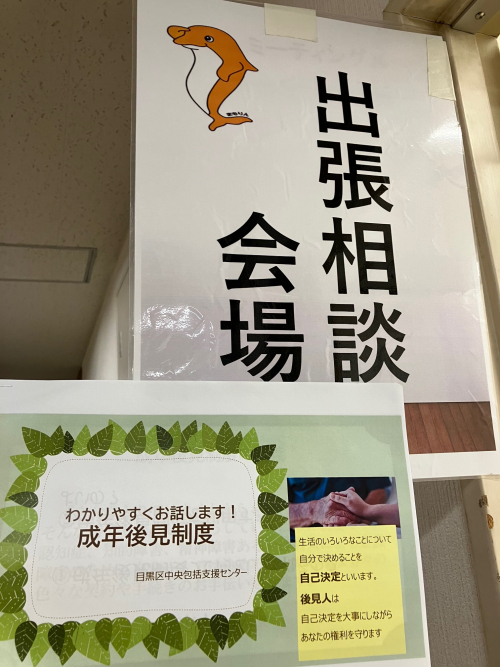 出張相談
会場
わかりやすくお話します！
成年後見制度
目黒区中央包括支援センター
生活のいろいろなことについて
自分で決めることを
自己決定といいます。
後見人は
自己決定を大事にしながら
あなたの権利を守ります